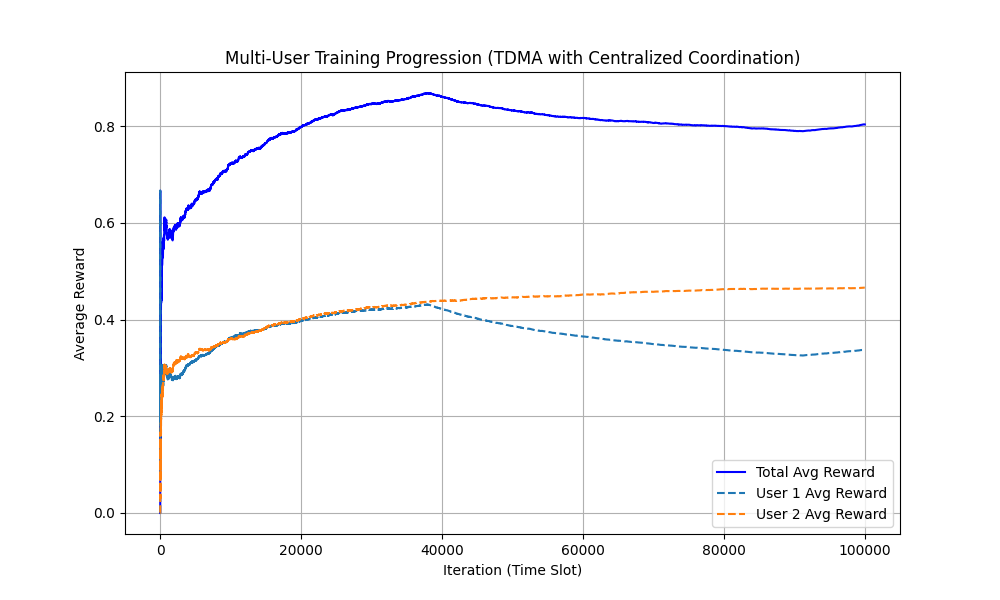 Multi-User Training Progression (TDMA with Centralized Coordination)
Average Reward
0.8
0.6
0.4
0.2
0.0
0 20000 40000 60000 80000 100000
Iteration (Time Slot)
Total Avg Reward
User 1 Avg Reward
User 2 Avg Reward